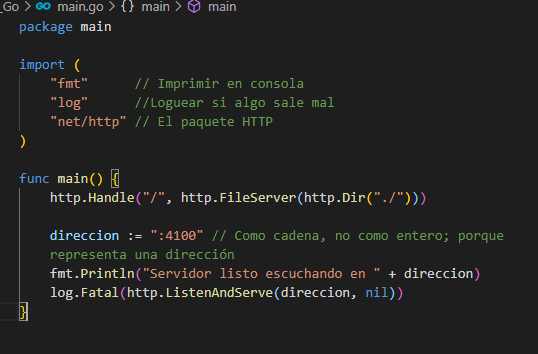 _Go > GO main.go > {} main > main
package main
import (
"fmt" // Imprimir en consola
"log" //Loguear si algo sale mal
"net/http" // El paquete HTTP
)
func main() {
http.Handle("/", http.FileServer(http.Dir("./")))
direccion := ":4100" // Como cadena, no como entero; porque
representa una dirección
fmt.Println("Servidor listo escuchando en " + direccion)
log.Fatal(http.ListenAndServe(direccion, nil))
}